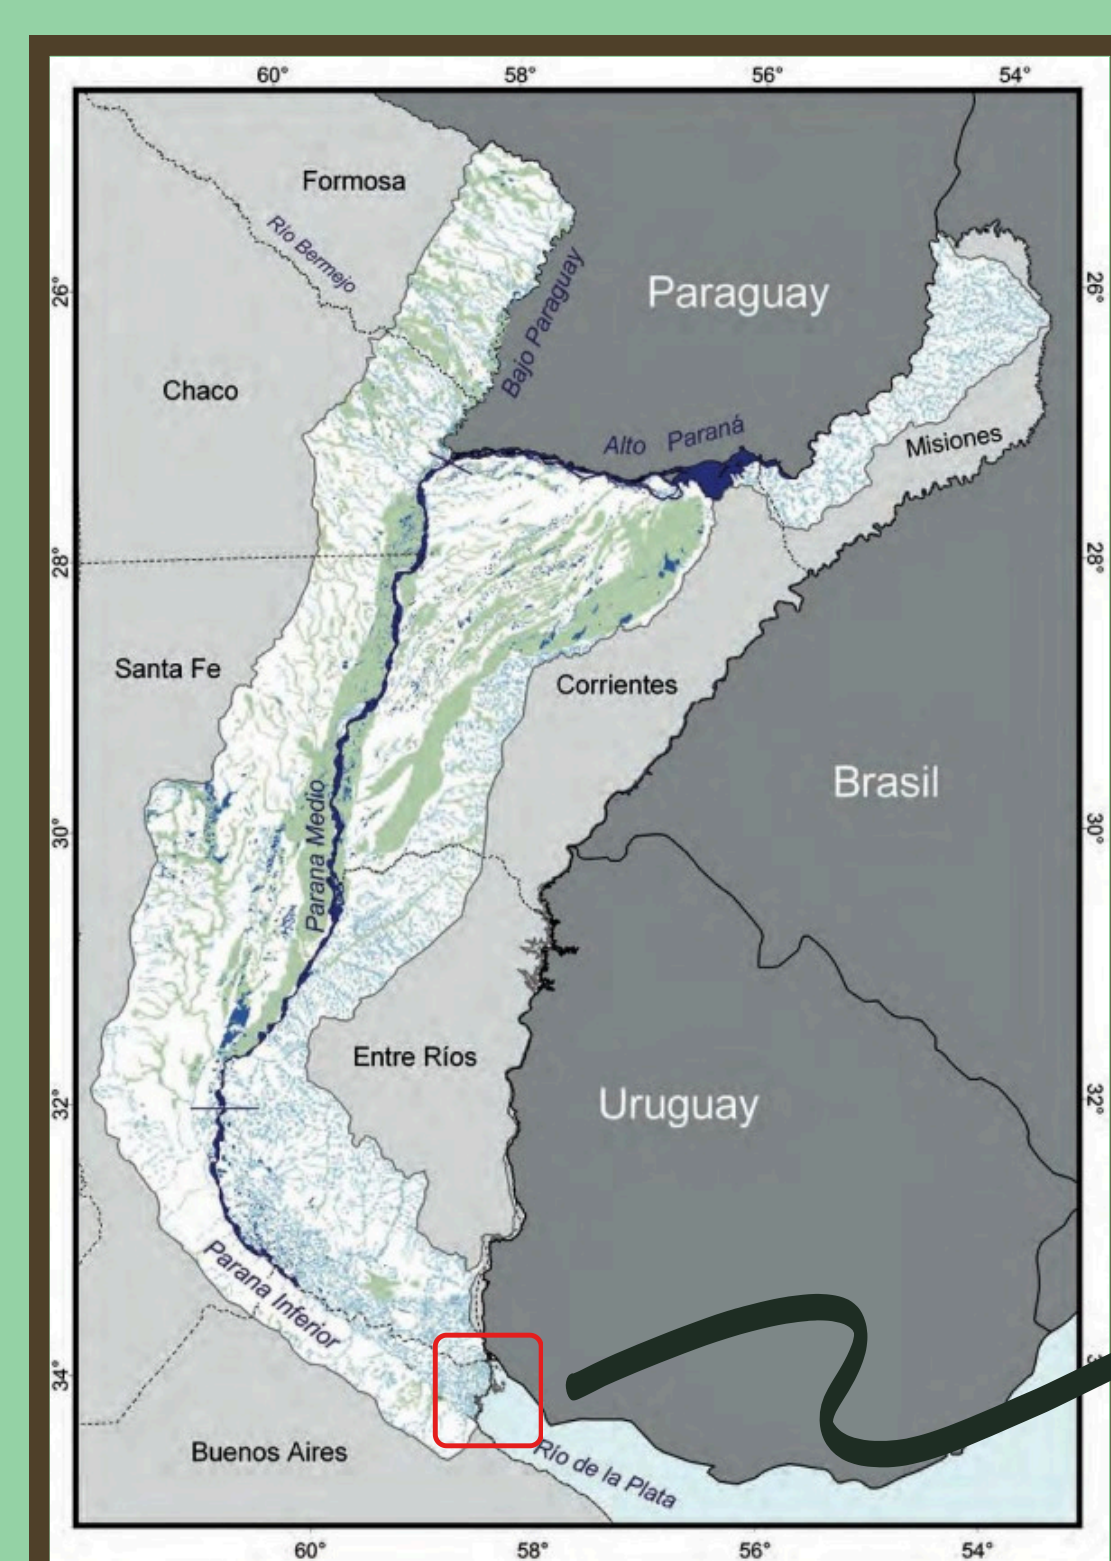 60° 58° 56° 54°
Formosa
Río Bermejo
Paraguay
26°
26°
Bajo Paraguay
Chaco
Alto Paraná
Misiones
28°
28°
Santa Fe
Corrientes
Brasil
Parana Medio
30°
30°
Entre Ríos
Uruguay
32°
32°
Parana Inferior
34°
Buenos Aires
Río de la Plata
60° 58° 56° 54°